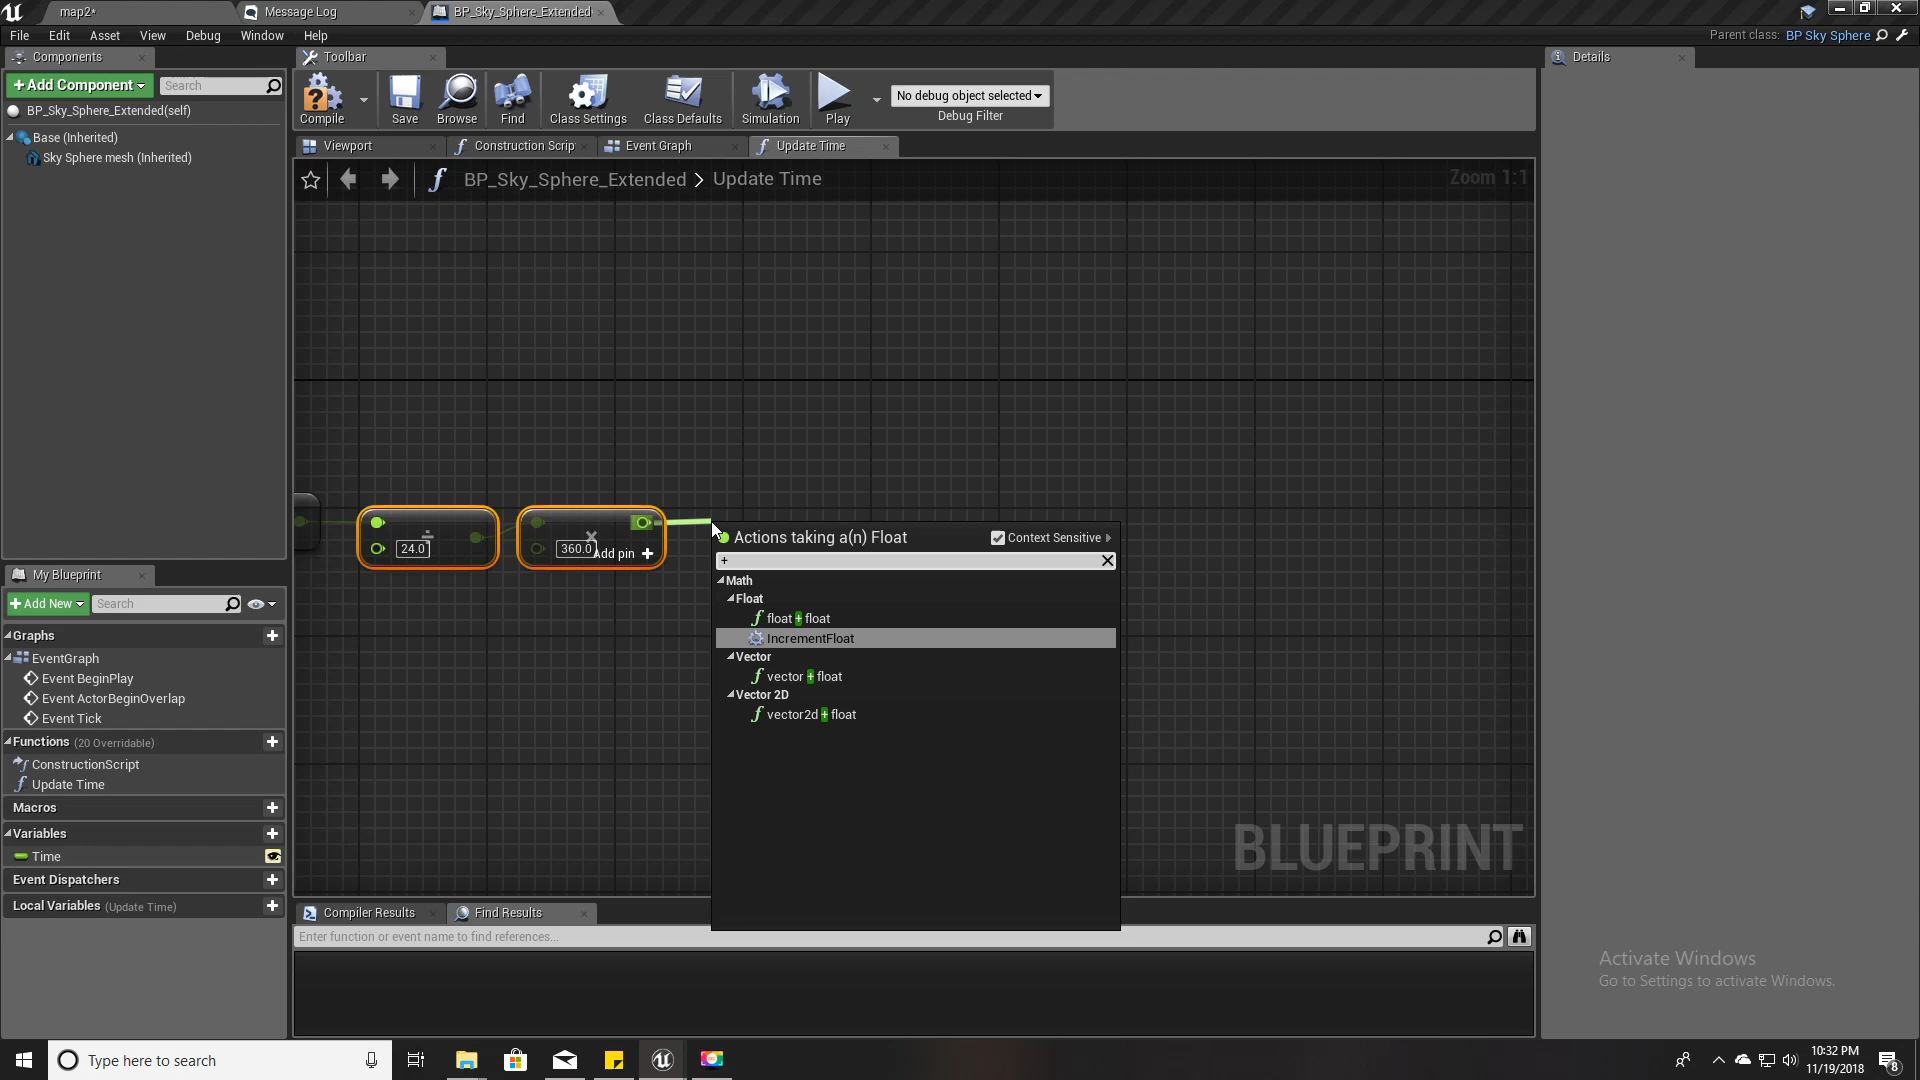 map2*
Message Log
BP_Sky_Sphere_Extended
File Edit Asset View Debug Window Help
Parent class: BP Sky Sphere
Components
Toolbar
Details
+Add Component
Search
BP_Sky_Sphere_Extended(self)
Base (Inherited)
Sky Sphere mesh (Inherited)
Compile
Save
Browse
Find
Class Settings
Class Defaults
Simulation
Play
No debug object selected
Debug Filter
Viewport
Construction Scrip
Event Graph
Update Time
BP_Sky_Sphere_Extended > Update Time
Zoom 1:1
24.0
360.0
Add pin +
Actions taking a(n) Float
Context Sensitive
+
Math
Float
float + float
IncrementFloat
Vector
vector + float
Vector 2D
vector2d + float
BLUEPRINT
My Blueprint
+Add New
Search
Graphs
EventGraph
Event BeginPlay
Event ActorBeginOverlap
Event Tick
Functions (20 Overridable)
ConstructionScript
Update Time
Macros
Variables
Time
Event Dispatchers
Local Variables (Update Time)
Compiler Results
Find Results
Enter function or event name to find references...
Activate Windows
Go to Settings to activate Windows.
Type here to search
10:32 PM
11/19/2018
8